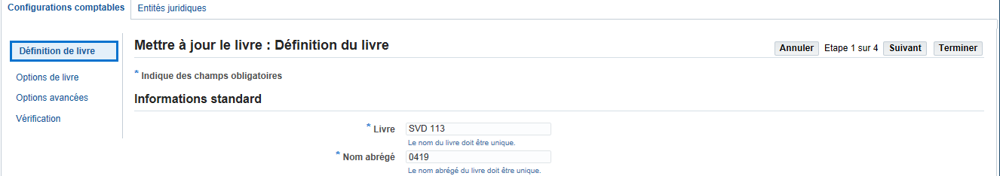 Configurations comptables Entités juridiques
Définition de livre
Options de livre
Options avancées
Vérification
Mettre à jour le livre : Définition du livre
Annuler Etape 1 sur 4 Suivant Terminer
* Indique des champs obligatoires
Informations standard
* Livre SVD 113
Le nom du livre doit être unique.
* Nom abrégé 0419
Le nom abrégé du livre doit être unique.